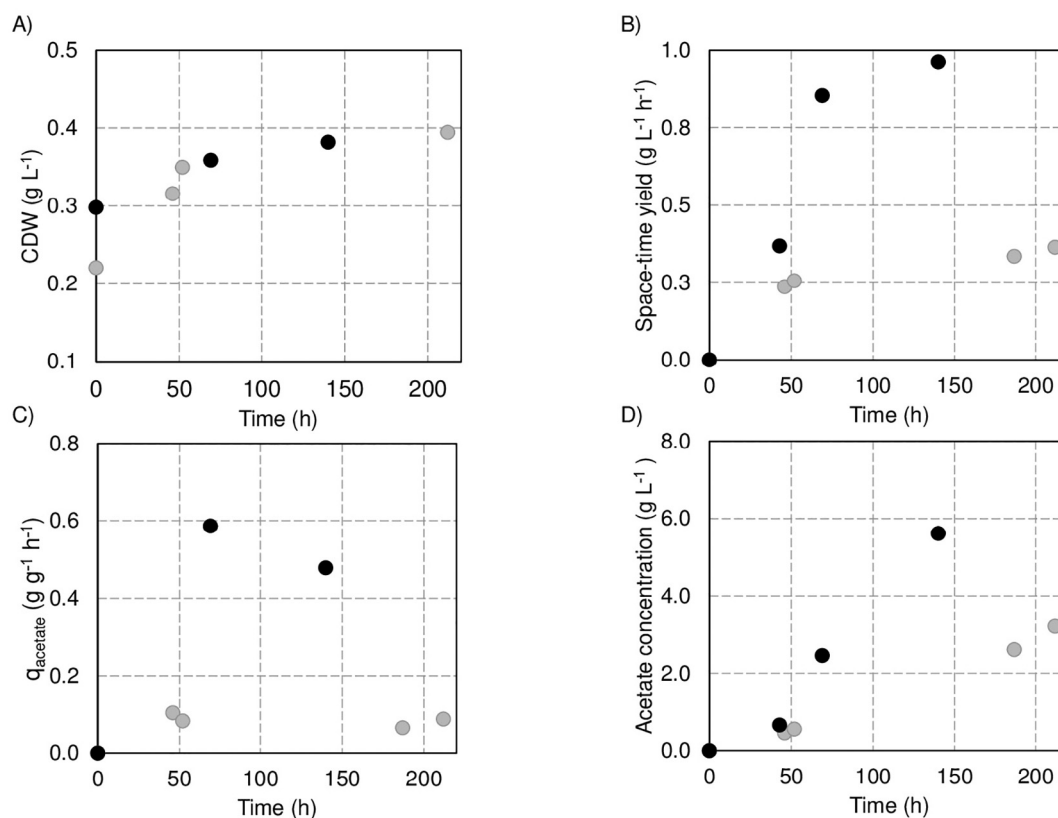 A)
0.5
0.4
0.3
0.2
0.1
CDW (g L-1)
0 50 100 150 200
Time (h)
B)
1.0
0.8
0.5
0.3
0.0
Space-time yield (g L-1 h-1)
0 50 100 150 200
Time (h)
C)
0.8
0.6
0.4
0.2
0.0
qacetate (g g-1 h-1)
0 50 100 150 200
Time (h)
D)
8.0
6.0
4.0
2.0
0.0
Acetate concentration (g L-1 )
0 50 100 150 200
Time (h)